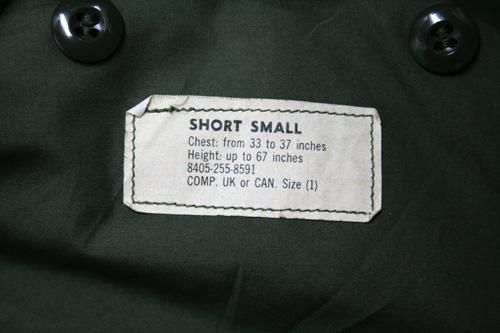 SHORT SMALL
Chest: from 33 to 37 inches
Height: up to 67 inches
8405-255-8591
COMP. UK or CAN. Size (1)